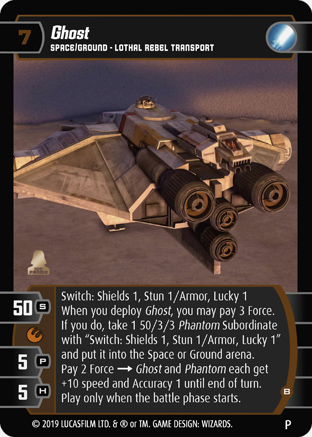 7
Ghost
SPACE/GROUND - LOTHAL REBEL TRANSPORT
50 S
5 P
5 H
Switch: Shields 1, Stun 1/Armor, Lucky 1
When you deploy Ghost, you may pay 3 Force.
If you do, take 1 50/3/3 Phantom Subordinate
with "Switch: Shields 1, Stun 1/Armor, Lucky 1"
and put it into the Space or Ground arena.
Pay 2 Force → Ghost and Phantom each get
+10 speed and Accuracy 1 until end of turn.
Play only when the battle phase starts.
B
© 2019 LUCASFILM LTD. & ® or TM. GAME DESIGN: WIZARDS.
P